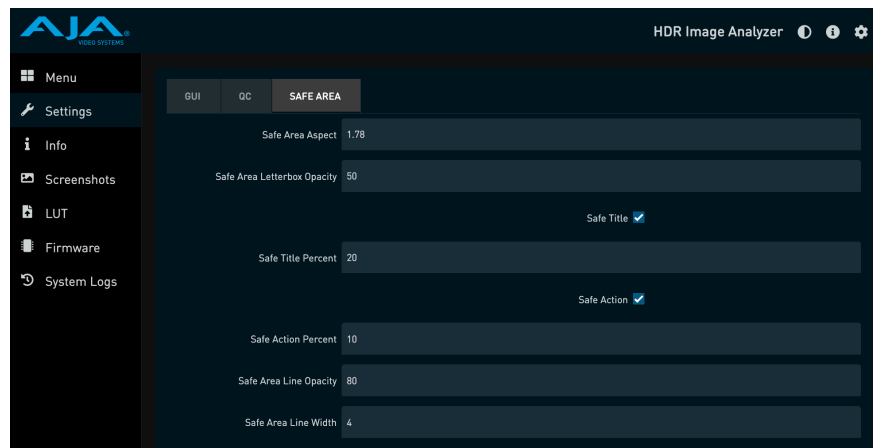 AJA
VIDEO SYSTEMS
HDR Image Analyzer
Menu
Settings
Info
Screenshots
LUT
Firmware
System Logs
GUI QC SAFE AREA
Safe Area Aspect 1.78
Safe Area Letterbox Opacity 50
Safe Title
Safe Title Percent 20
Safe Action
Safe Action Percent 10
Safe Area Line Opacity 80
Safe Area Line Width 4